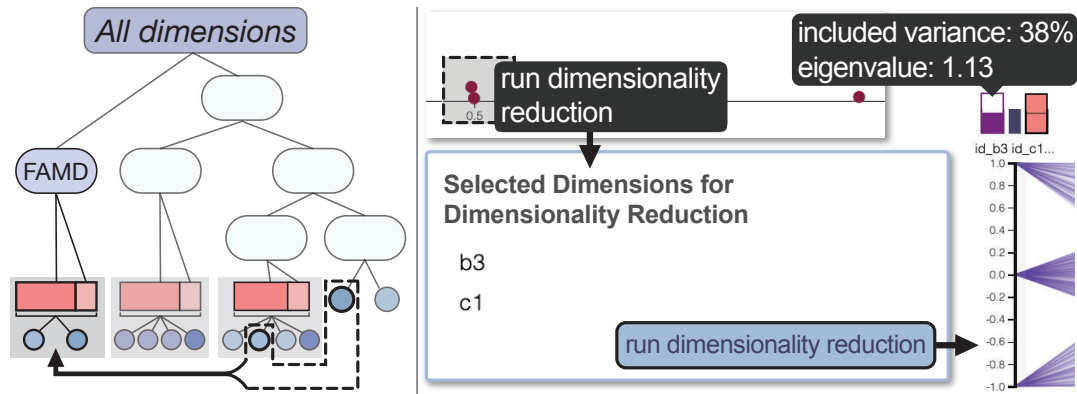 All dimensions
FAMD
run dimensionality
reduction
0.5
included variance: 38%
eigenvalue: 1.13
id_b3 id_c1...
Selected Dimensions for
Dimensionality Reduction
b3
c1
run dimensionality reduction
1.0
0.8
0.6
0.4
0.2
0.0
-0.2
-0.4
-0.6
-0.8
-1.0